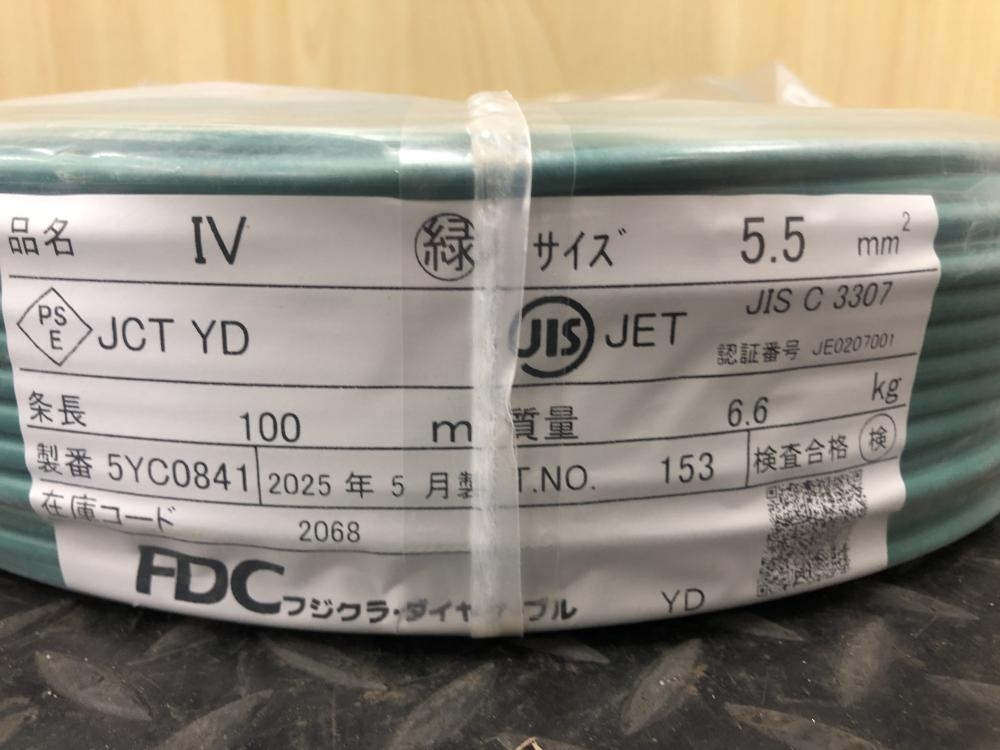 品名 IV 緑 サイズ 5.5 mm²
PSE JCT YD JIS JET JIS C 3307
認証番号 JE0207001
条長 100 m 質量 6.6 kg
製番 5YC0841 2025 年 5 月製 T.NO. 153 検査合格 検
在庫コード 2068
FDC フジクラ・ダイヤケーブル YD